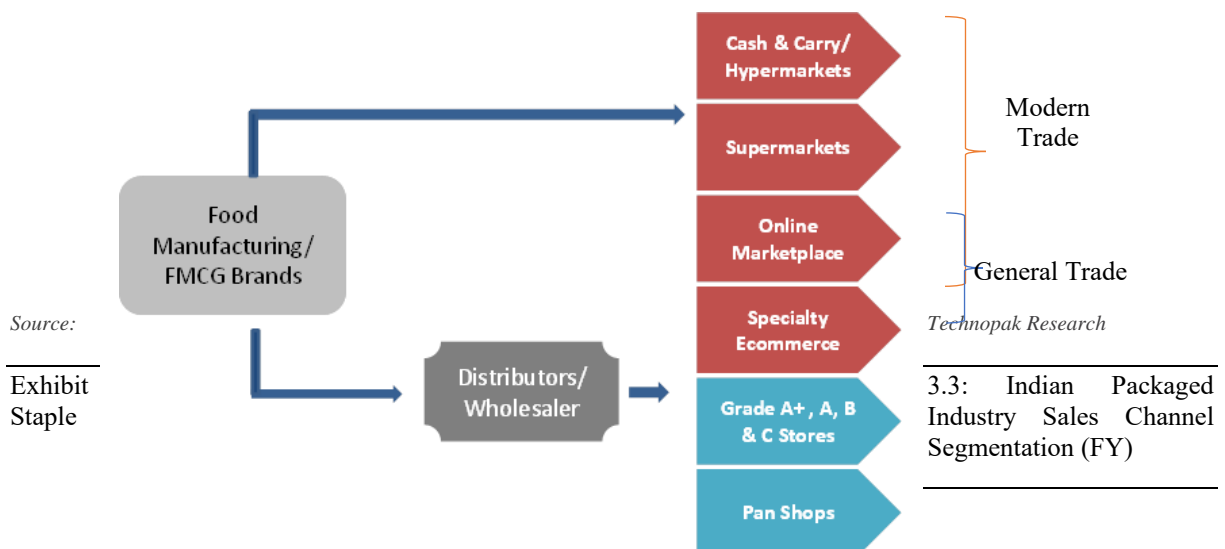 Cash & Carry/
Hypermarkets
Modern
Trade
Supermarkets
Food
Manufacturing/
FMCG Brands
Online
Marketplace
General Trade
Source:
Technopak Research
Specialty
Ecommerce
Distributors/
Wholesaler
Exhibit
Staple
3.3: Indian Packaged
Industry Sales Channel
Segmentation (FY)
Grade A+ , A, B
& C Stores
Pan Shops